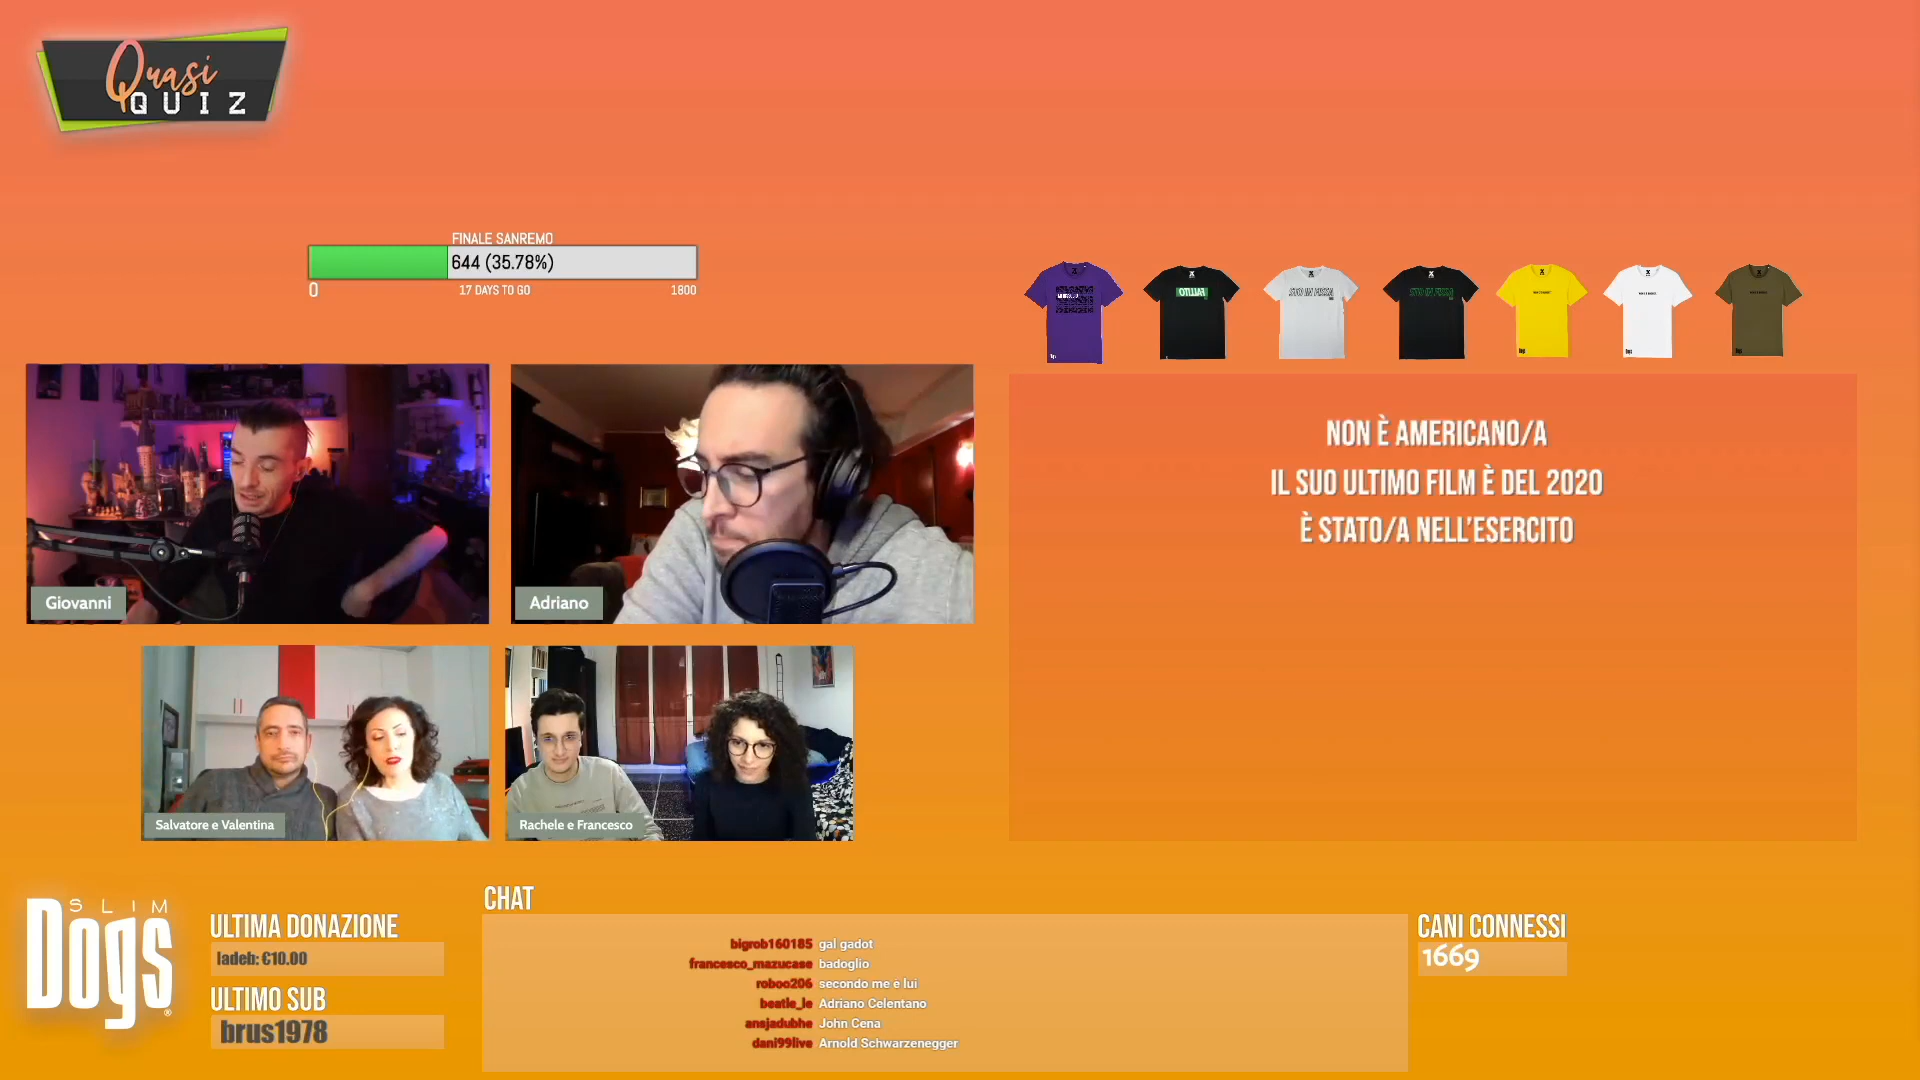 Quasi
QUIZ
FINALE SANREMO
644 (35.78%)
0
17 DAYS TO GO
1800
NON È AMERICANO/A
IL SUO ULTIMO FILM È DEL 2020
È STATO/A NELL'ESERCITO
Giovanni
Adriano
Salvatore e Valentina
Rachele e Francesco
SLIM
Dogs®
ULTIMA DONAZIONE
ladeb: €10.00
ULTIMO SUB
brus1978
CHAT
bigrob160185 gal gadot
francesco_mazucase badoglio
roboo206 secondo me e lui
beatle_le Adriano Celentano
ansjadubhe John Cena
dani99live Arnold Schwarzenegger
CANI CONNESSI
1669